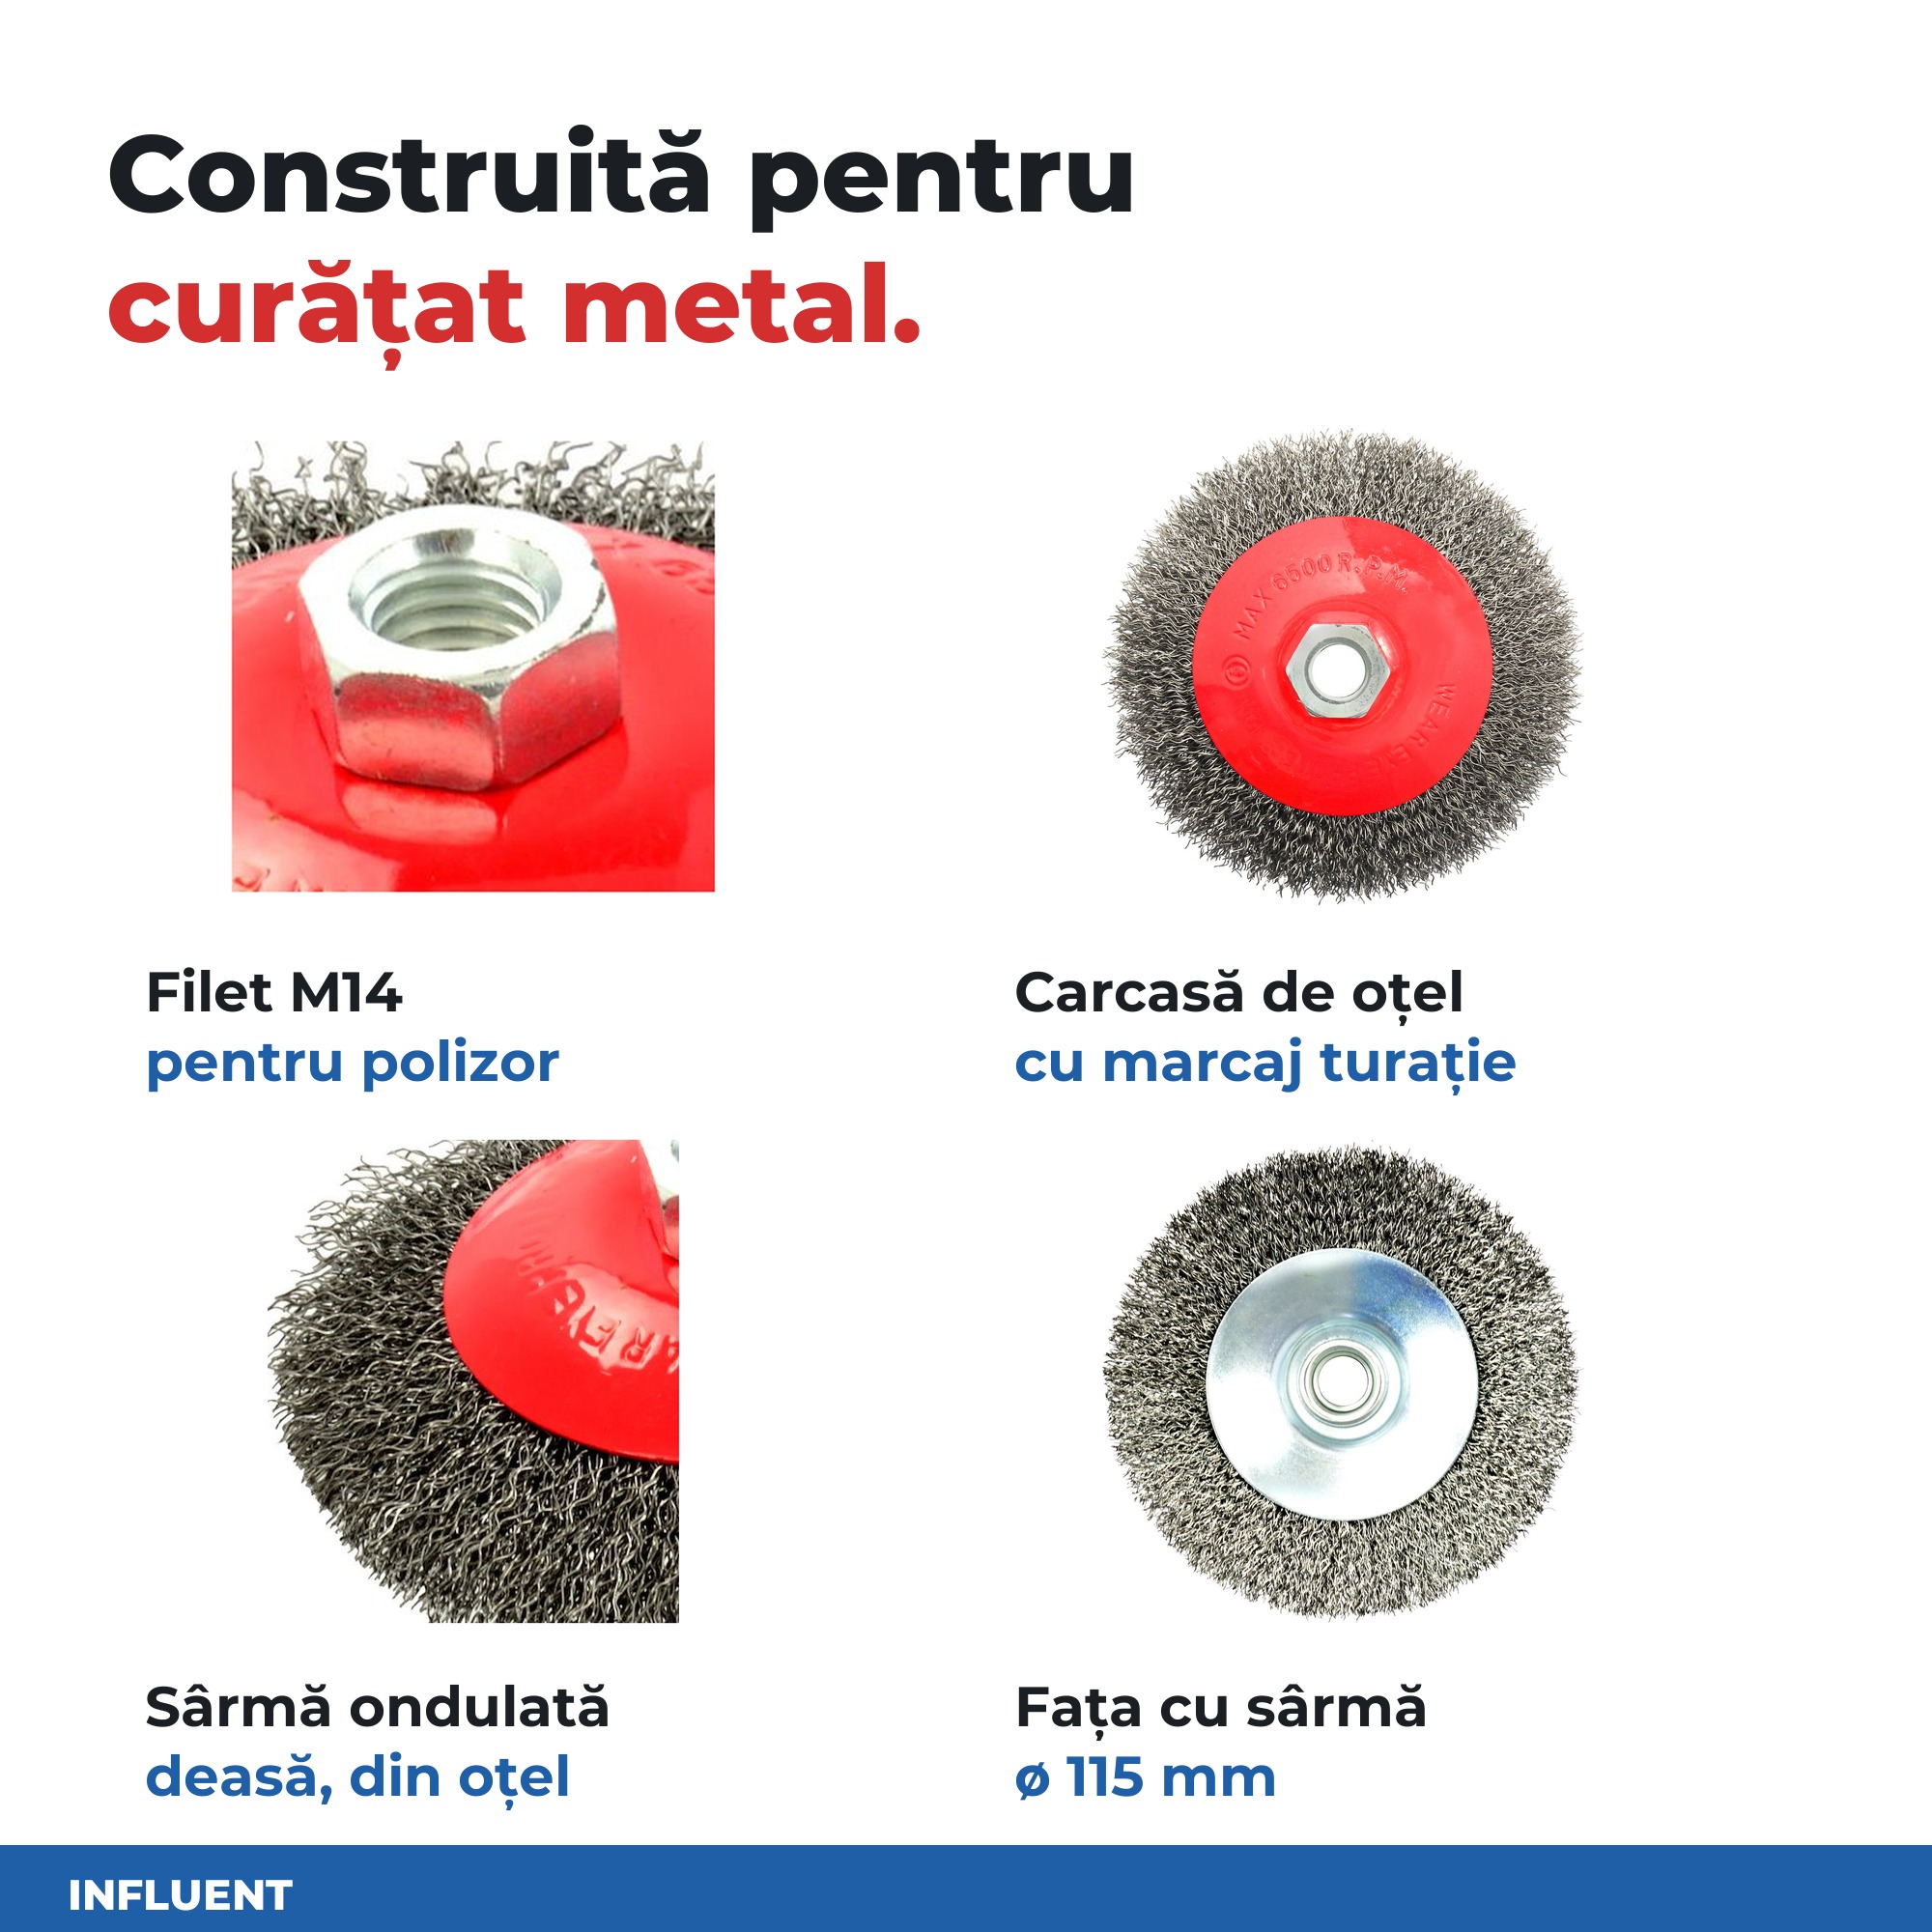 Construită pentru
curățat metal.
MAX 6500 R.P.M.
Filet M14
pentru polizor
Carcasă de oțel
cu marcaj turație
Sârmă ondulată
deasă, din oțel
Fața cu sârmă
ø 115 mm
INFLUENT